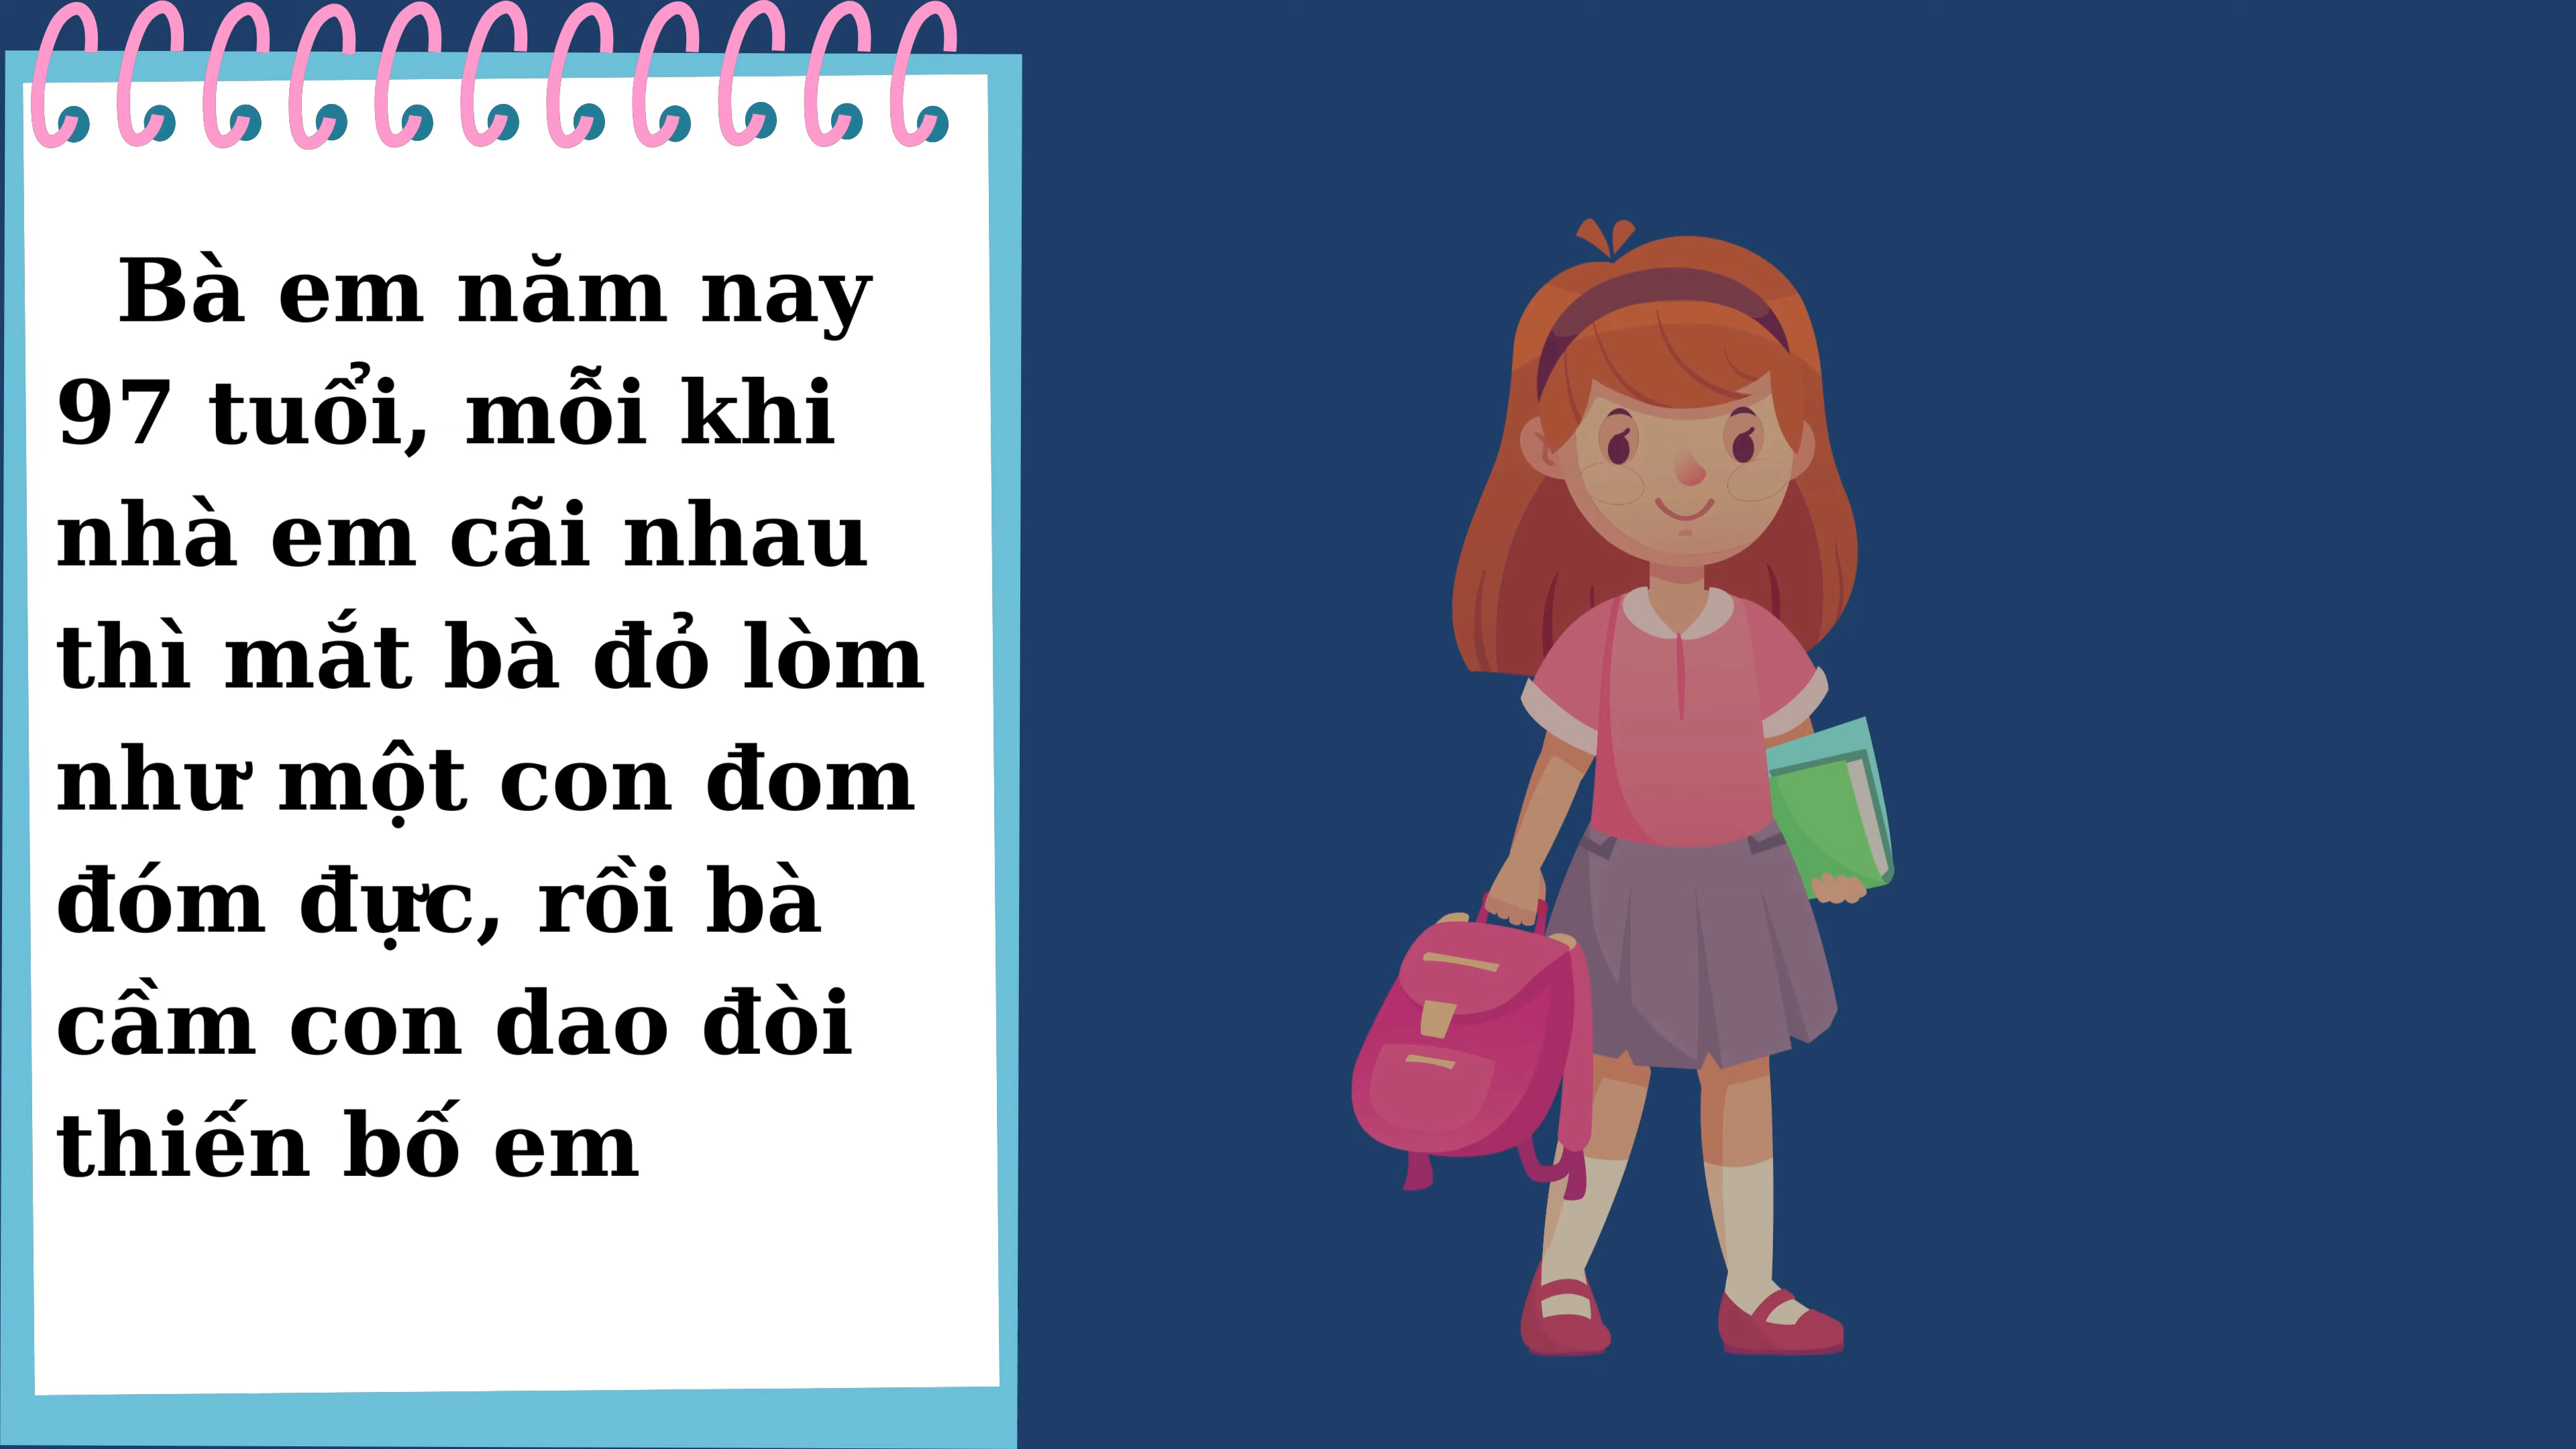 Bà em năm nay
97 tuổi, mỗi khi
nhà em cãi nhau
thì mắt bà đỏ lòm
như một con đom
đóm đực, rồi bà
cầm con dao đòi
thiến bố em